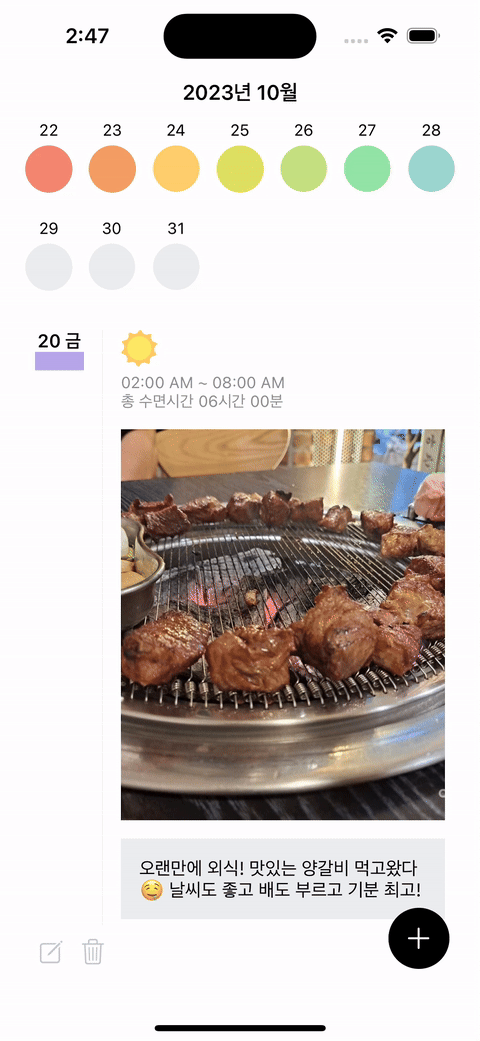 2:47
2023년 10월
22 23 24 25 26 27 28
29 30 31
20 금
02:00 AM ~ 08:00 AM
총 수면시간 06시간 00분
오랜만에 외식! 맛있는 양갈비 먹고왔다
🤤 날씨도 좋고 배도 부르고 기분 최고!